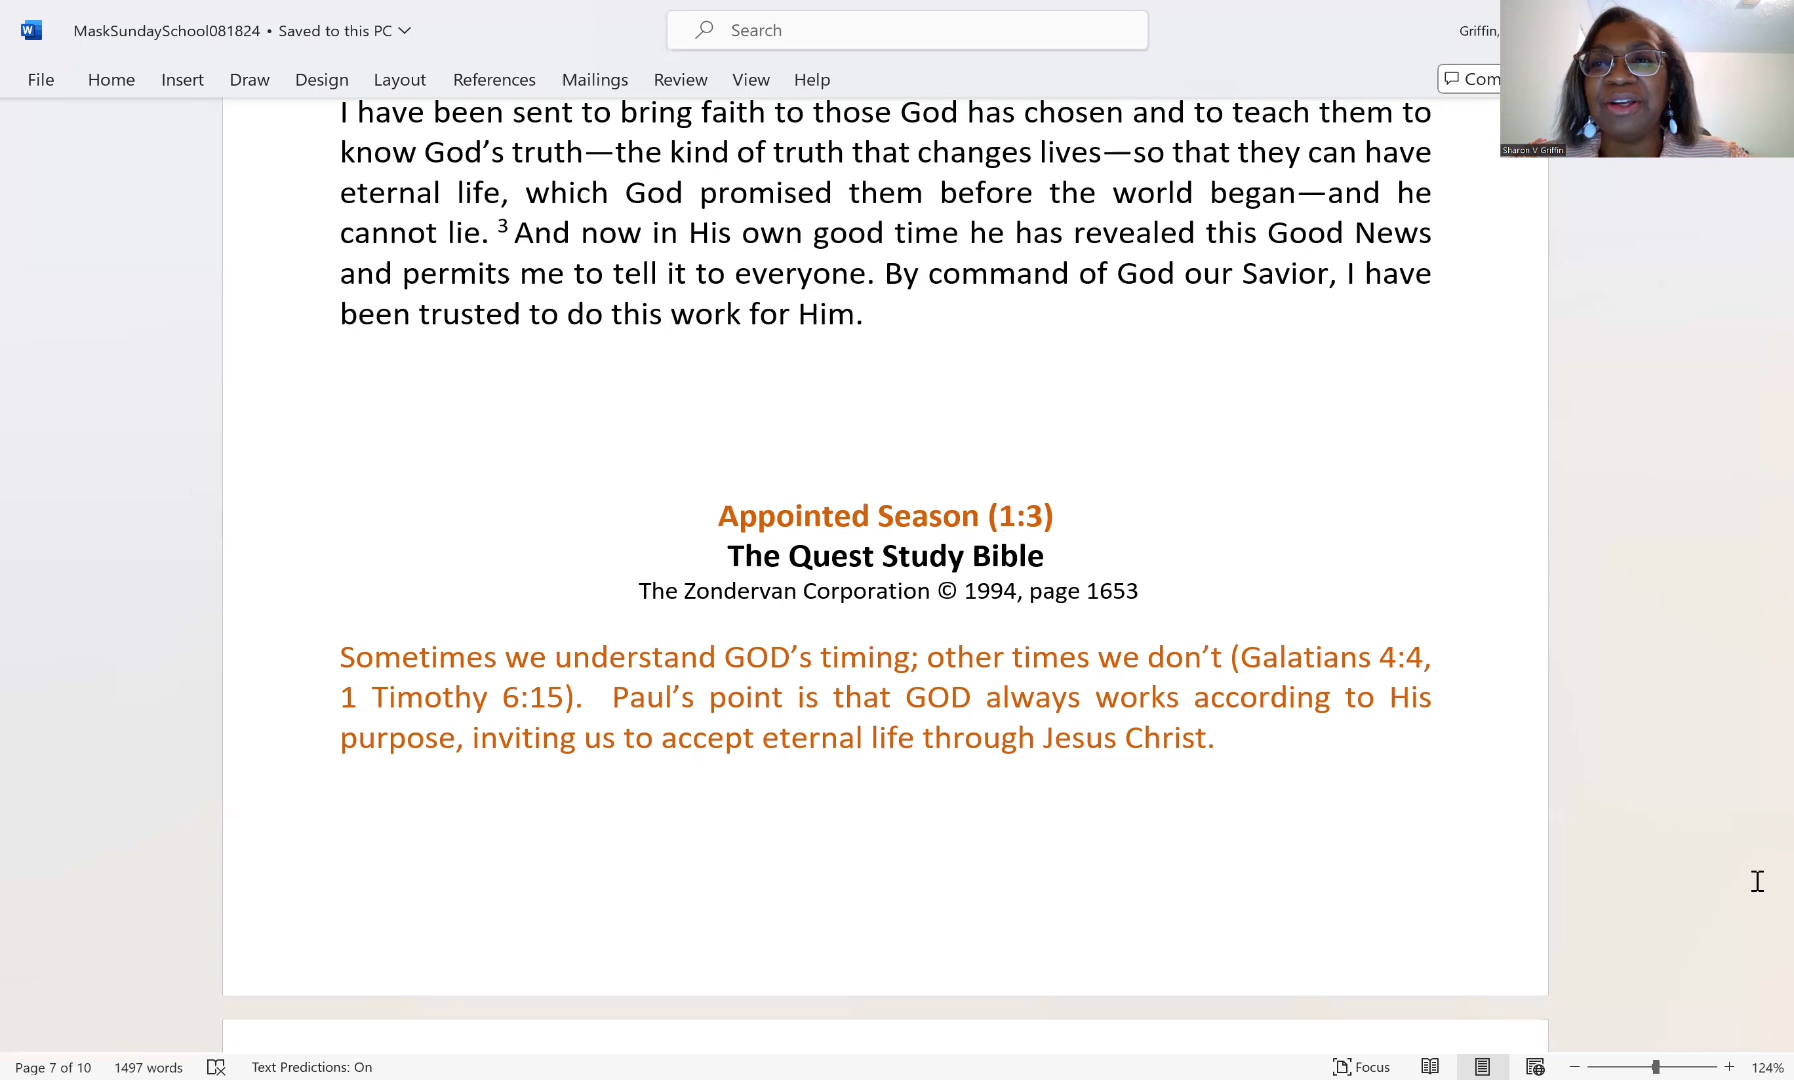 MaskSundaySchool081824 • Saved to this PC
Search
Griffin,
File Home Insert Draw Design Layout References Mailings Review View Help
Com
Sharon V Griffin
I have been sent to bring faith to those God has chosen and to teach them to
know God’s truth—the kind of truth that changes lives—so that they can have
eternal life, which God promised them before the world began—and he
cannot lie. 3 And now in His own good time he has revealed this Good News
and permits me to tell it to everyone. By command of God our Savior, I have
been trusted to do this work for Him.
Appointed Season (1:3)
The Quest Study Bible
The Zondervan Corporation © 1994, page 1653
Sometimes we understand GOD’s timing; other times we don’t (Galatians 4:4,
1 Timothy 6:15). Paul’s point is that GOD always works according to His
purpose, inviting us to accept eternal life through Jesus Christ.
Page 7 of 10 1497 words Text Predictions: On Focus 124%